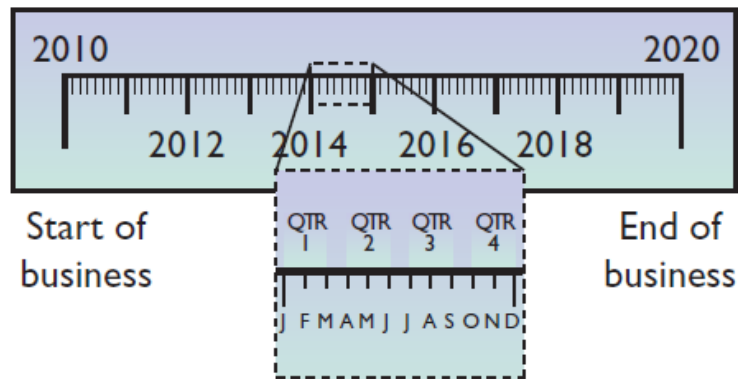 2010 2020
2012 2014 2016 2018
Start of business
End of business
QTR 1 QTR 2 QTR 3 QTR 4
J F M A M J J A S O N D